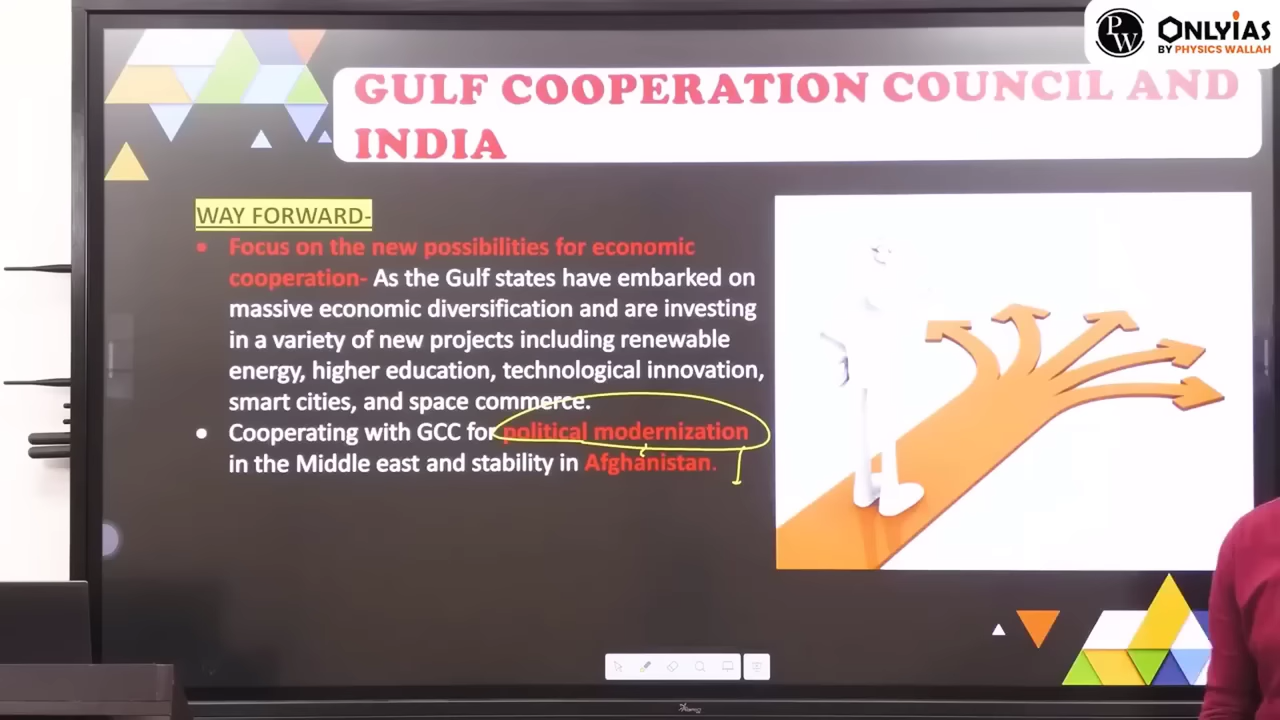 PW
ONLYIAS
BY PHYSICS WALLAH
GULF COOPERATION COUNCIL AND
INDIA
WAY FORWARD-
• Focus on the new possibilities for economic
cooperation- As the Gulf states have embarked on
massive economic diversification and are investing
in a variety of new projects including renewable
energy, higher education, technological innovation,
smart cities, and space commerce.
• Cooperating with GCC for political modernization
in the Middle east and stability in Afghanistan.